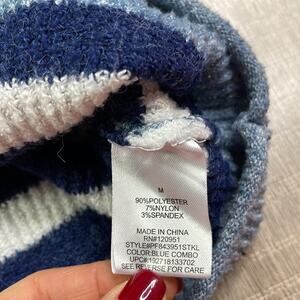 M
90%POLYESTER
7%NYLON
3%SPANDEX
MADE IN CHINA
RN#120951
STYLE#PF843951STKL
COLOR:BLUE COMBO
UPC#192718133702
SEE REVERSE FOR CARE